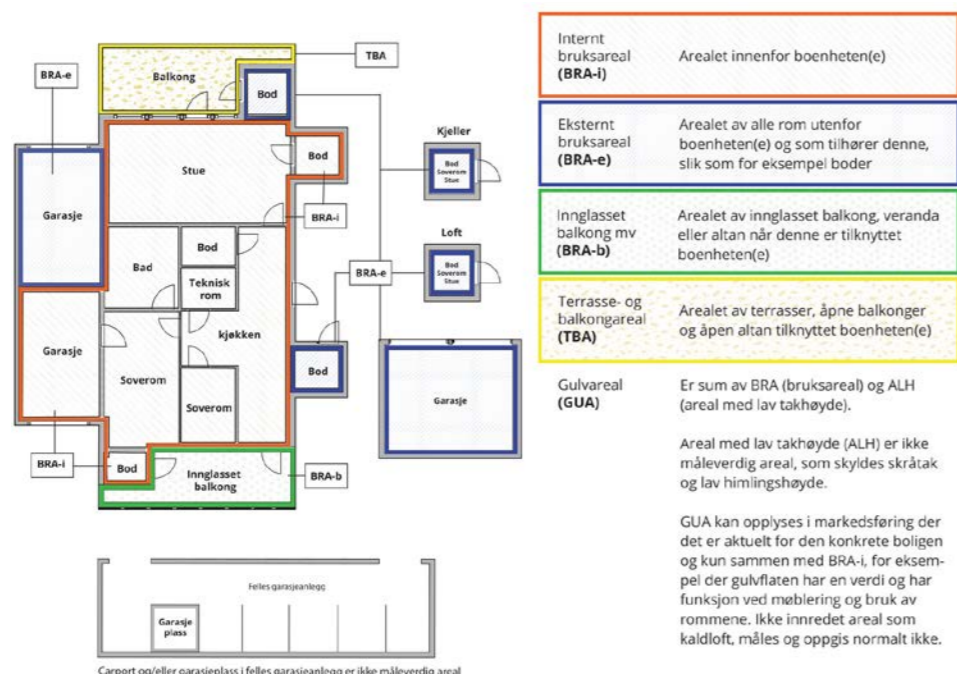 TBA
BRA-e
Balkong
Bod
Kjeller
Bod
Soverom
Stue
Stue
Bod
Garasje
BRA-i
Loft
Bod
Bad
Teknisk
rom
Bod
Soverom
Stue
BRA-e
Garasje
kjøkken
Soverom
Bod
Soverom
Garasje
BRA-i
Bod
Innglasset
balkong
BRA-b
Felles garasjeanlegg
Garasje
plass
Carport og/eller garasjeplass i felles garasjeanlegg er ikke måleverdig areal
Internt
bruksareal
(BRA-i)
Arealet innenfor boenheten(e)
Eksternt
bruksareal
(BRA-e)
Arealet av alle rom utenfor
boenheten(e) og som tilhører denne,
slik som for eksempel boder
Innglasset
balkong mv
(BRA-b)
Arealet av innglasset balkong, veranda
eller altan når denne er tilknyttet
boenheten(e)
Terrasse- og
balkongareal
(TBA)
Arealet av terrasser, åpne balkonger
og åpen altan tilknyttet boenheten(e)
Gulvareal
(GUA)
Er sum av BRA (bruksareal) og ALH
(areal med lav takhøyde).
Areal med lav takhøyde (ALH) er ikke
måleverdig areal, som skyldes skråtak
og lav himlingshøyde.
GUA kan opplyses i markedsføring der
det er aktuelt for den konkrete boligen
og kun sammen med BRA-i, for eksem-
pel der gulvflaten har en verdi og har
funksjon ved møblering og bruk av
rommene. Ikke innredet areal som
kaldloft, måles og oppgis normalt ikke.